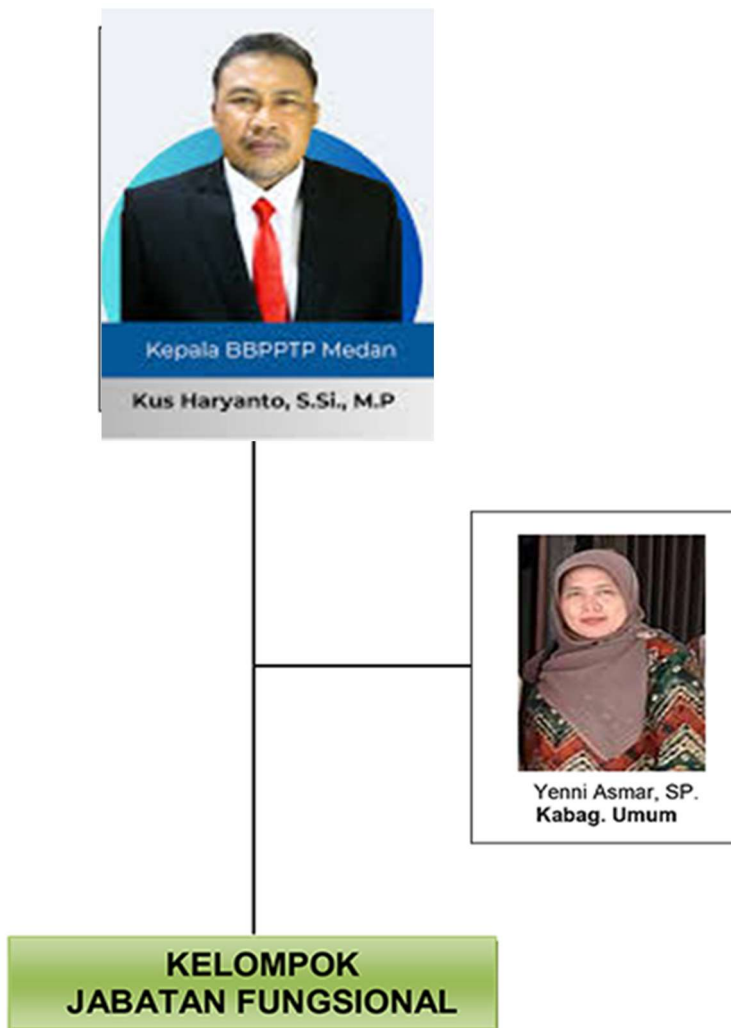 Kepala BBPPTP Medan
Kus Haryanto, S.Si., M.P
Yenni Asmar, SP.
Kabag. Umum
KELOMPOK
JABATAN FUNGSIONAL